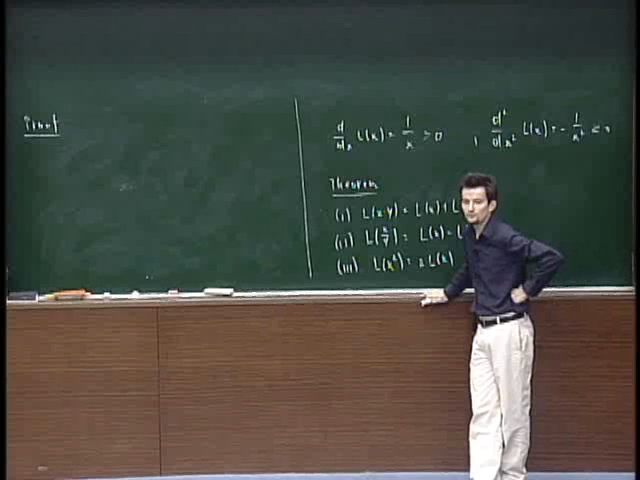 Proof
d/dx L(x) = 1/x > 0 , d²/dx² L(x) = - 1/x² < 0
Theorem
(i) L(x·y) = L(x) + L
(ii) L(x/y) = L(x) - L
(iii) L(x